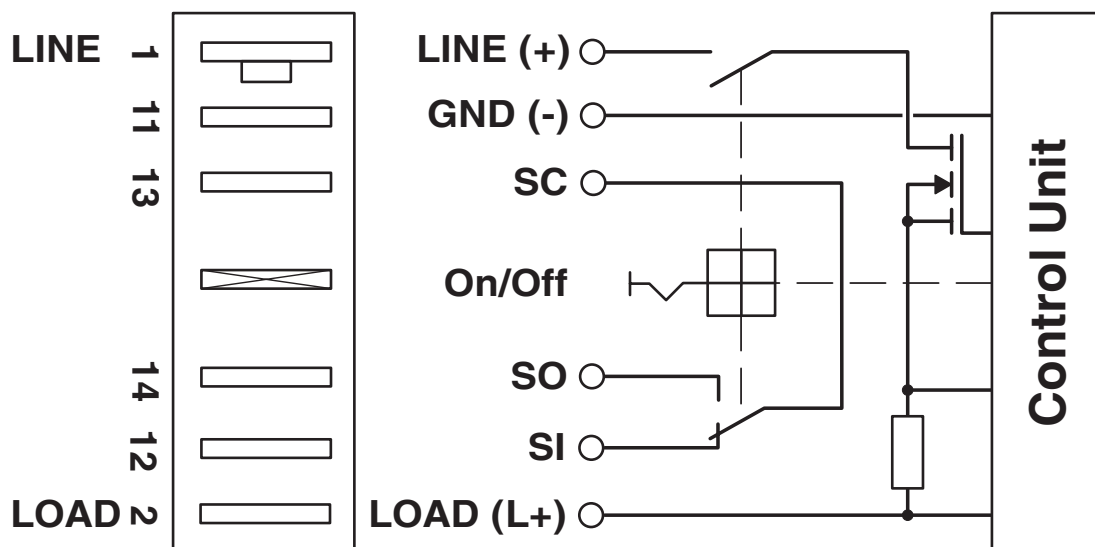 LINE 1 LINE (+)
11 GND (-)
13 SC
On/Off
14 SO
12 SI
LOAD 2 LOAD (L+)
Control Unit